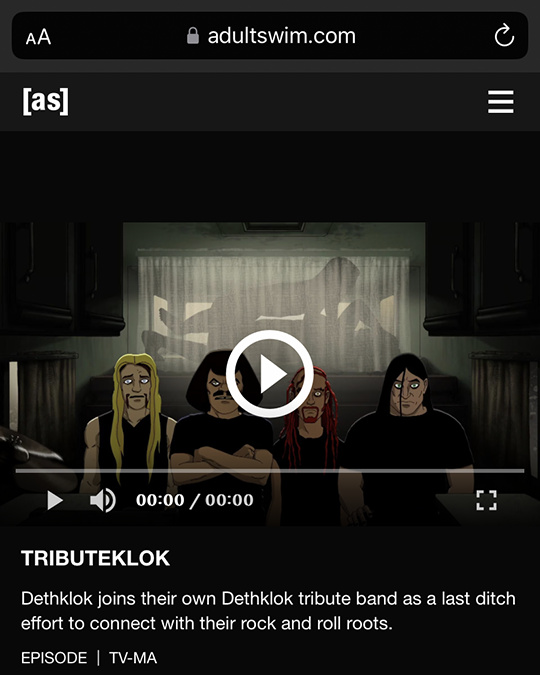 AA adultswim.com
[as]
00:00 / 00:00
TRIBUTEKLOK
Dethklok joins their own Dethklok tribute band as a last ditch
effort to connect with their rock and roll roots.
EPISODE | TV-MA